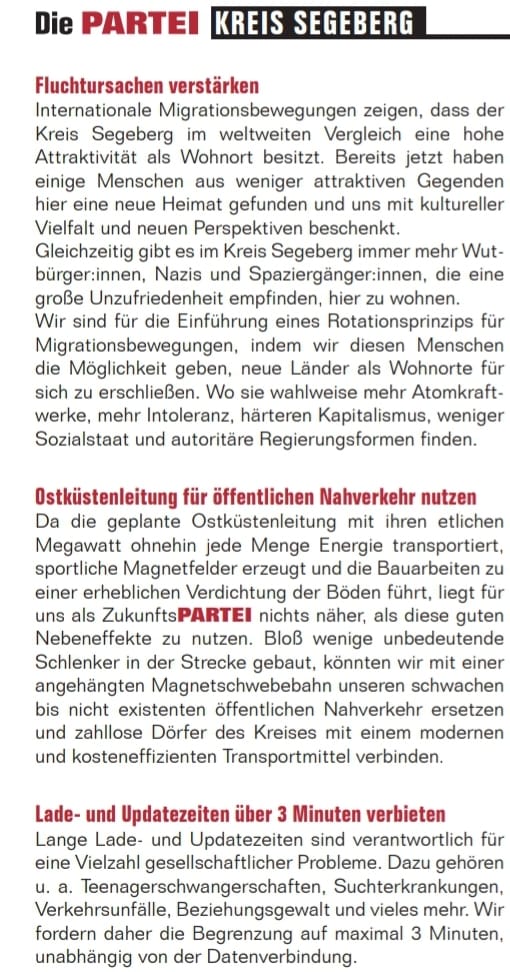 Die PARTEI KREIS SEGEBERG
Fluchtursachen verstärken
Internationale Migrationsbewegungen zeigen, dass der
Kreis Segeberg im weltweiten Vergleich eine hohe
Attraktivität als Wohnort besitzt. Bereits jetzt haben
einige Menschen aus weniger attraktiven Gegenden
hier eine neue Heimat gefunden und uns mit kultureller
Vielfalt und neuen Perspektiven beschenkt.
Gleichzeitig gibt es im Kreis Segeberg immer mehr Wut-
bürger:innen, Nazis und Spaziergänger:innen, die eine
große Unzufriedenheit empfinden, hier zu wohnen.
Wir sind für die Einführung eines Rotationsprinzips für
Migrationsbewegungen, indem wir diesen Menschen
die Möglichkeit geben, neue Länder als Wohnorte für
sich zu erschließen. Wo sie wahlweise mehr Atomkraft-
werke, mehr Intoleranz, härteren Kapitalismus, weniger
Sozialstaat und autoritäre Regierungsformen finden.
Ostküstenleitung für öffentlichen Nahverkehr nutzen
Da die geplante Ostküstenleitung mit ihren etlichen
Megawatt ohnehin jede Menge Energie transportiert,
sportliche Magnetfelder erzeugt und die Bauarbeiten zu
einer erheblichen Verdichtung der Böden führt, liegt für
uns als ZukunftsPARTEI nichts näher, als diese guten
Nebeneffekte zu nutzen. Bloß wenige unbedeutende
Schlenker in der Strecke gebaut, könnten wir mit einer
angehängten Magnetschwebebahn unseren schwachen
bis nicht existenten öffentlichen Nahverkehr ersetzen
und zahllose Dörfer des Kreises mit einem modernen
und kosteneffizienten Transportmittel verbinden.
Lade- und Updatezeiten über 3 Minuten verbieten
Lange Lade- und Updatezeiten sind verantwortlich für
eine Vielzahl gesellschaftlicher Probleme. Dazu gehören
u. a. Teenagerschwangerschaften, Suchterkrankungen,
Verkehrsunfälle, Beziehungsgewalt und vieles mehr. Wir
fordern daher die Begrenzung auf maximal 3 Minuten,
unabhängig von der Datenverbindung.